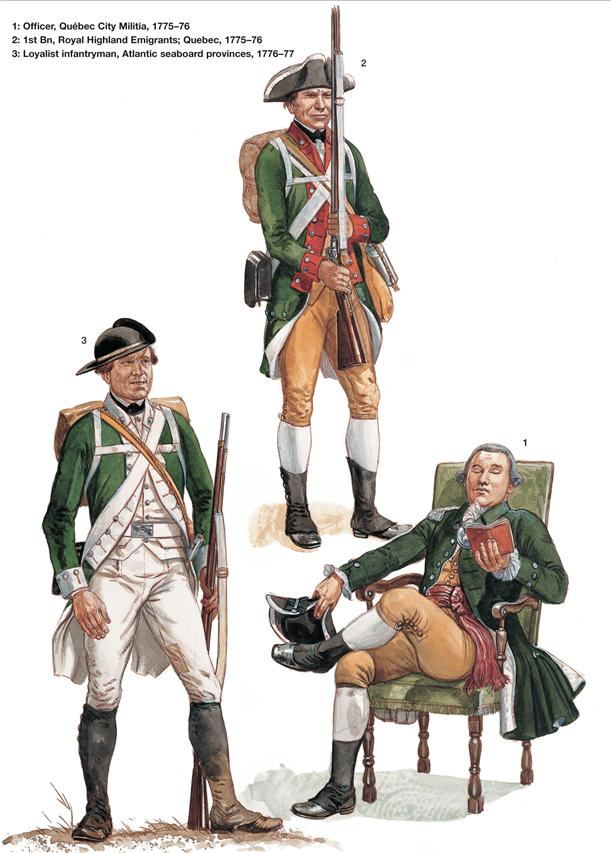 1: Officer, Québec City Militia, 1775–76
2: 1st Bn, Royal Highland Emigrants; Quebec, 1775–76
3: Loyalist infantryman, Atlantic seaboard provinces, 1776–77
2
3
1